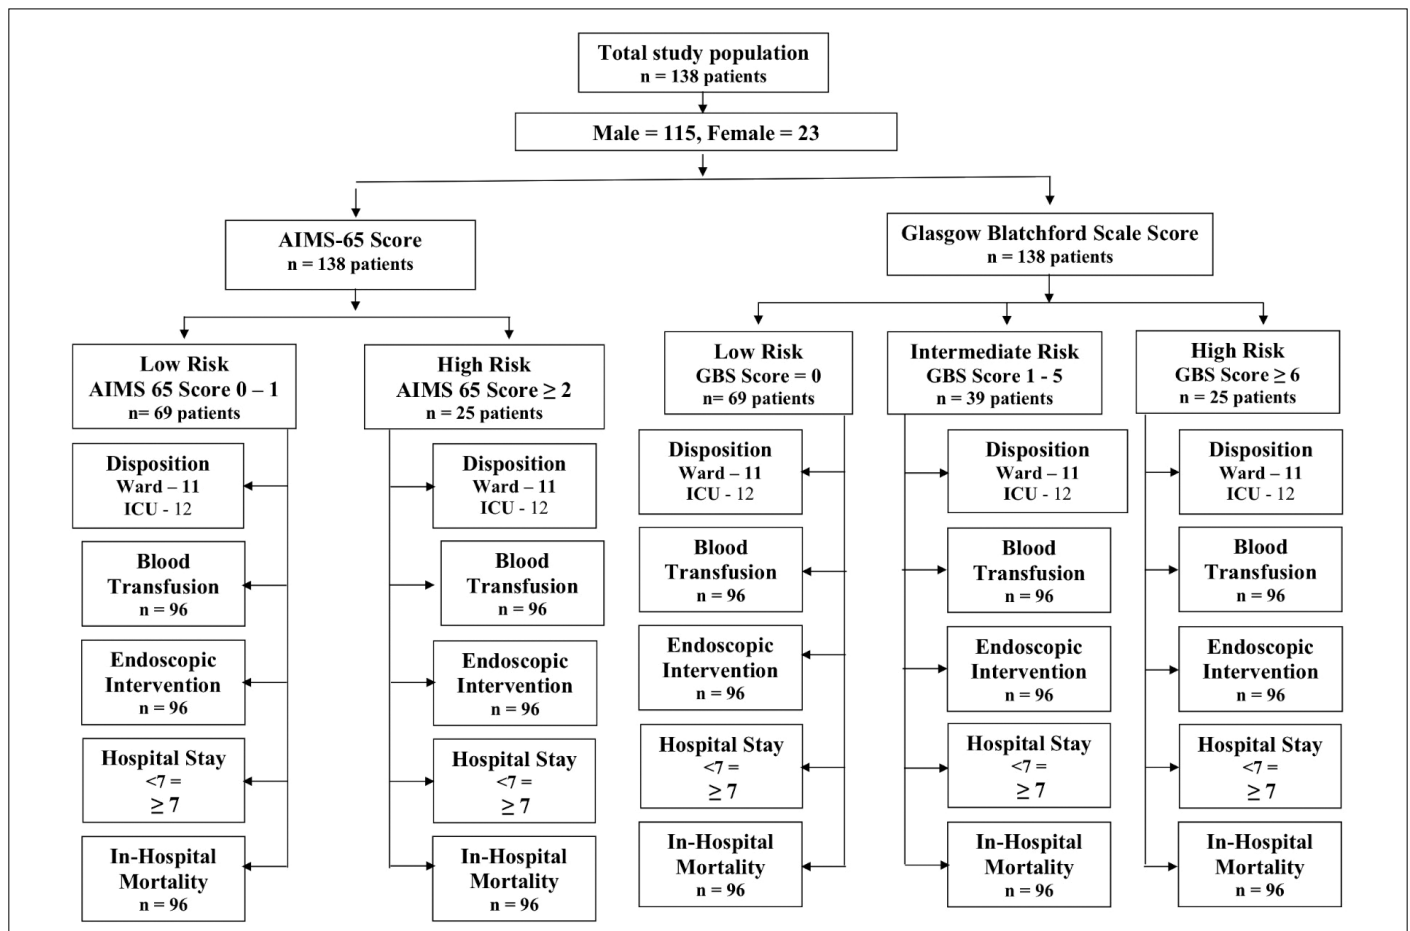 Total study population
n = 138 patients
Male = 115, Female = 23
AIMS-65 Score
n = 138 patients
Glasgow Blatchford Scale Score
n = 138 patients
Low Risk
AIMS 65 Score 0 – 1
n= 69 patients
High Risk
AIMS 65 Score ≥ 2
n = 25 patients
Low Risk
GBS Score = 0
n= 69 patients
Intermediate Risk
GBS Score 1 - 5
n = 39 patients
High Risk
GBS Score ≥ 6
n = 25 patients
Disposition
Ward – 11
ICU - 12
Blood
Transfusion
n = 96
Endoscopic
Intervention
n = 96
Hospital Stay
<7 =
≥ 7
In-Hospital
Mortality
n = 96
Disposition
Ward – 11
ICU - 12
Blood
Transfusion
n = 96
Endoscopic
Intervention
n = 96
Hospital Stay
<7 =
≥ 7
In-Hospital
Mortality
n = 96
Disposition
Ward – 11
ICU - 12
Blood
Transfusion
n = 96
Endoscopic
Intervention
n = 96
Hospital Stay
<7 =
≥ 7
In-Hospital
Mortality
n = 96
Disposition
Ward – 11
ICU - 12
Blood
Transfusion
n = 96
Endoscopic
Intervention
n = 96
Hospital Stay
<7 =
≥ 7
In-Hospital
Mortality
n = 96
Disposition
Ward – 11
ICU - 12
Blood
Transfusion
n = 96
Endoscopic
Intervention
n = 96
Hospital Stay
<7 =
≥ 7
In-Hospital
Mortality
n = 96